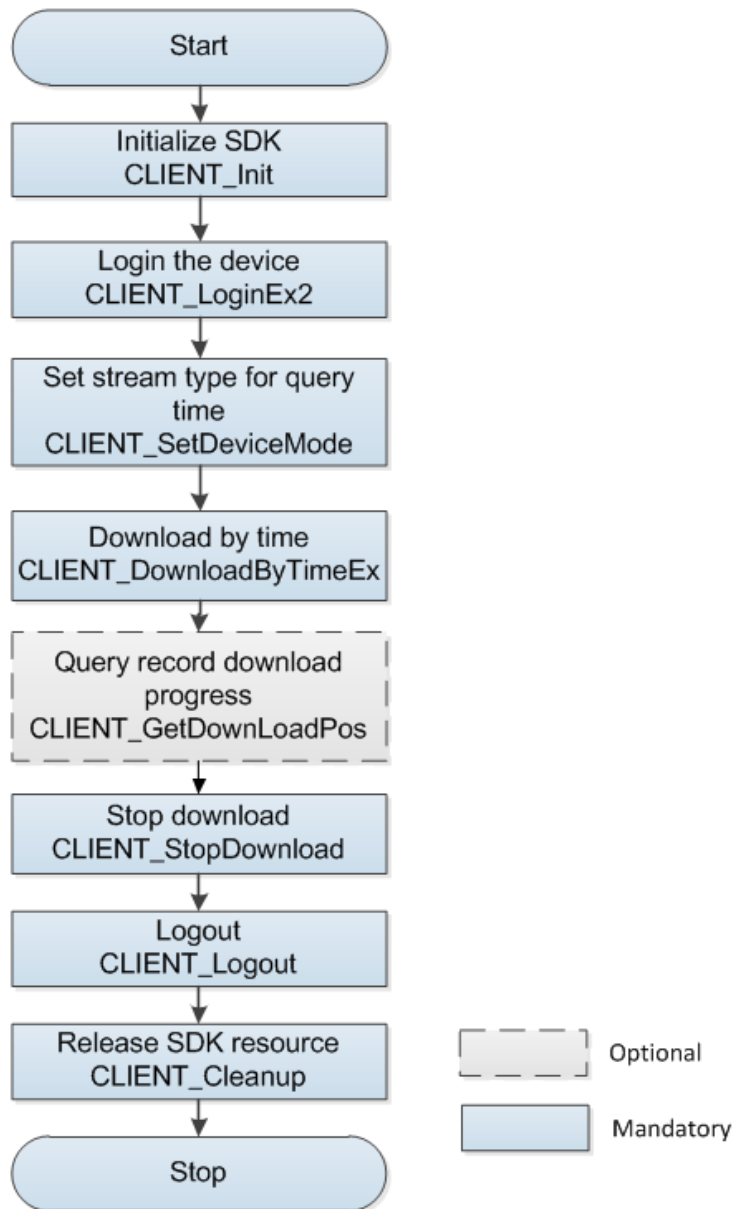 Start
Initialize SDK
CLIENT_Init
Login the device
CLIENT_LoginEx2
Set stream type for query
time
CLIENT_SetDeviceMode
Download by time
CLIENT_DownloadByTimeEx
Query record download
progress
CLIENT_GetDownLoadPos
Stop download
CLIENT_StopDownload
Logout
CLIENT_Logout
Release SDK resource
CLIENT_Cleanup
Stop
Optional
Mandatory